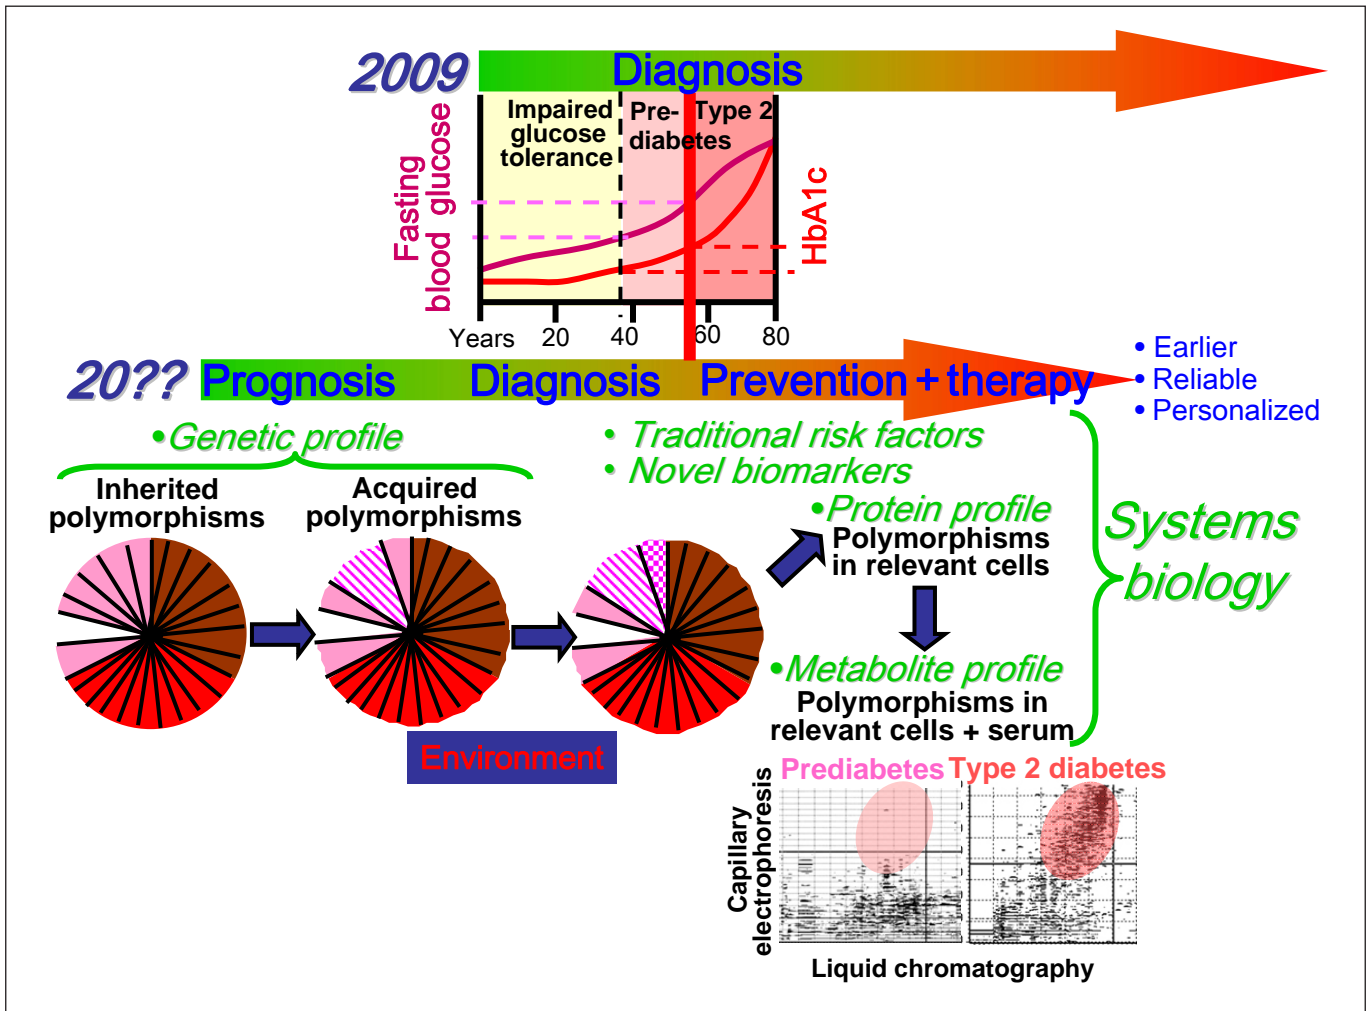 2009
Diagnosis
Impaired
glucose
tolerance
Pre-
diabetes
Type 2
Fasting
blood glucose
HbA1c
Years 20 40 60 80
20??
Prognosis Diagnosis Prevention + therapy
• Earlier
• Reliable
• Personalized
•Genetic profile
• Traditional risk factors
• Novel biomarkers
Inherited
polymorphisms
Acquired
polymorphisms
•Protein profile
Polymorphisms
in relevant cells
Systems
biology
•Metabolite profile
Polymorphisms in
relevant cells + serum
Environment
Prediabetes Type 2 diabetes
Capillary
electrophoresis
Liquid chromatography